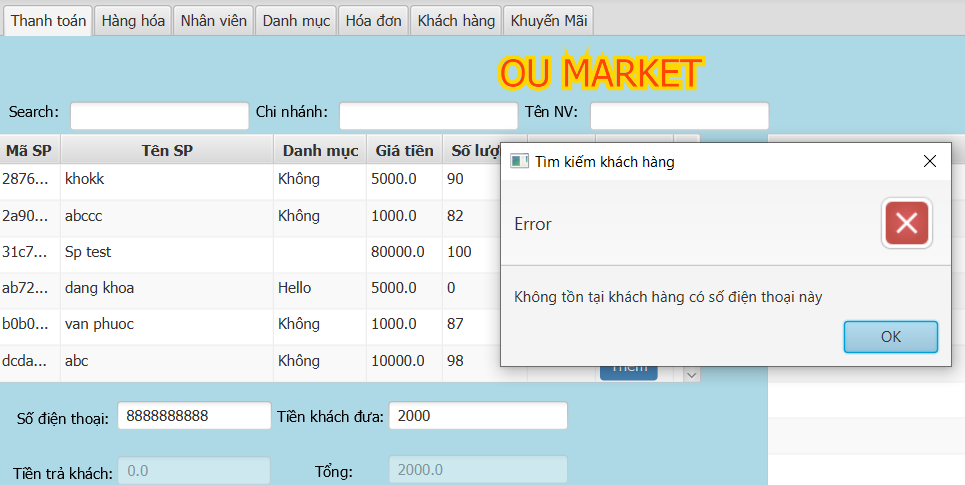 Thanh toán Hàng hóa Nhân viên Danh mục Hóa đơn Khách hàng Khuyến Mãi
OU MARKET
Search: Chi nhánh: Tên NV:
Mã SP Tên SP Danh mục Giá tiền Số lượ
2876... khokk Không 5000.0 90
2a90... abccc Không 1000.0 82
31c7... Sp test 80000.0 100
ab72... dang khoa Hello 5000.0 0
b0b0... van phuoc Không 1000.0 87
dcda... abc Không 10000.0 98
Thêm
Tìm kiếm khách hàng
Error
Không tồn tại khách hàng có số điện thoại này
OK
Số điện thoại: 8888888888 Tiền khách đưa: 2000
Tiền trả khách: 0.0 Tổng: 2000.0